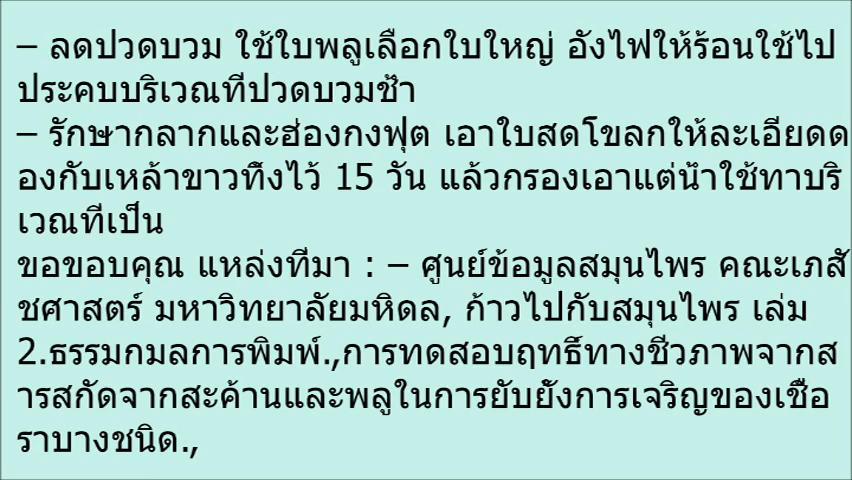 – ลดปวดบวม ใช้ใบพลูเลือกใบใหญ่ อังไฟให้ร้อนใช้ไป
ประคบบริเวณที่ปวดบวมช้ำ
– รักษากลากและฮ่องกงฟุต เอาใบสดโขลกให้ละเอียดด
องกับเหล้าขาวทิ้งไว้ 15 วัน แล้วกรองเอาแต่น้ำใช้ทาบริ
เวณที่เป็น
ขอขอบคุณ แหล่งที่มา : – ศูนย์ข้อมูลสมุนไพร คณะเภสั
ชศาสตร์ มหาวิทยาลัยมหิดล, ก้าวไปกับสมุนไพร เล่ม
2.ธรรมกมลการพิมพ์.,การทดสอบฤทธิ์ทางชีวภาพจากส
ารสกัดจากสะค้านและพลูในการยับยั้งการเจริญของเชื้อ
ราบางชนิด.,